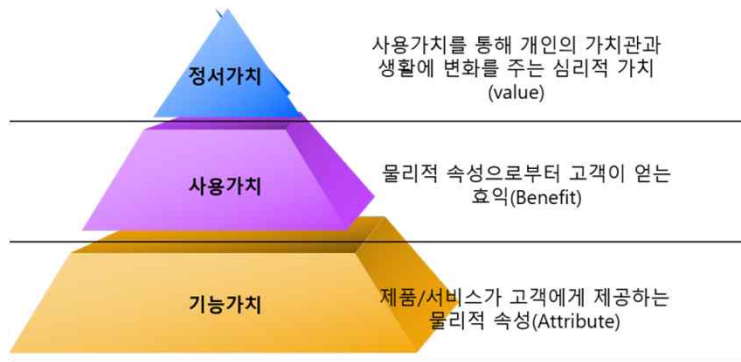 정서가치
사용가치를 통해 개인의 가치관과
생활에 변화를 주는 심리적 가치
(value)
사용가치
물리적 속성으로부터 고객이 얻는
효익(Benefit)
기능가치
제품/서비스가 고객에게 제공하는
물리적 속성(Attribute)